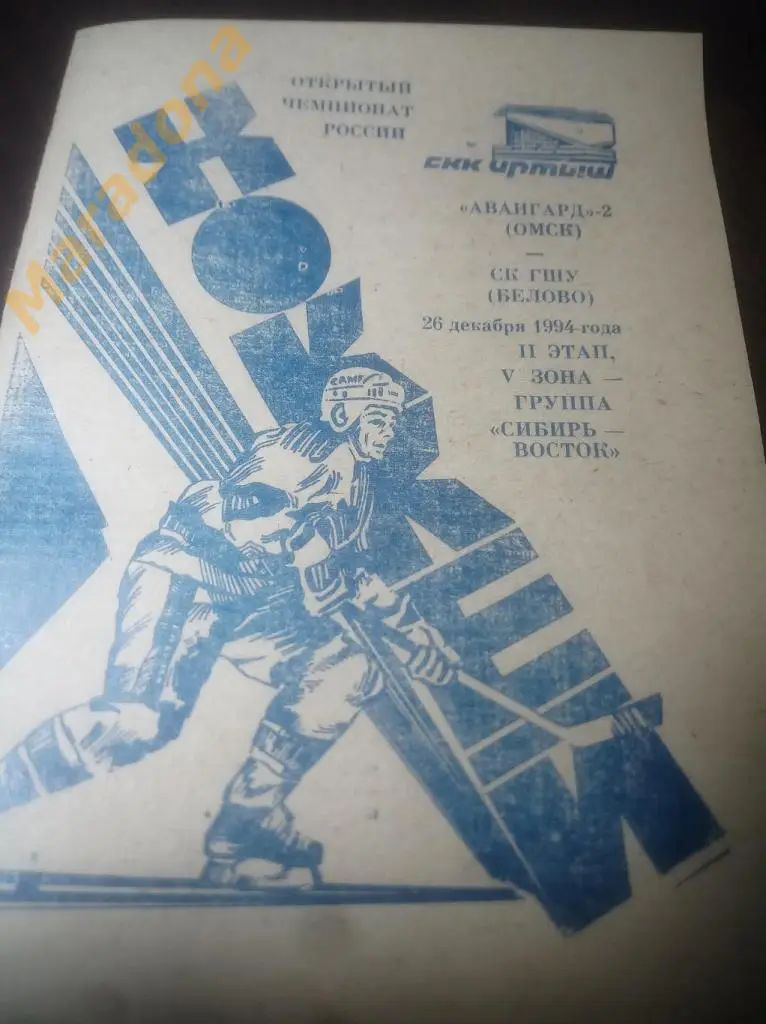 Maradona
ОТКРЫТЫЙ
ЧЕМПИОНАТ
РОССИИ
СКК иртыш
«АВАНГАРД»-2
(ОМСК)
—
СК ГШУ
(БЕЛОВО)
26 декабря 1994-года
II ЭТАП,
V ЗОНА —
ГРУППА
«СИБИРЬ —
ВОСТОК»
ХОККЕЙ